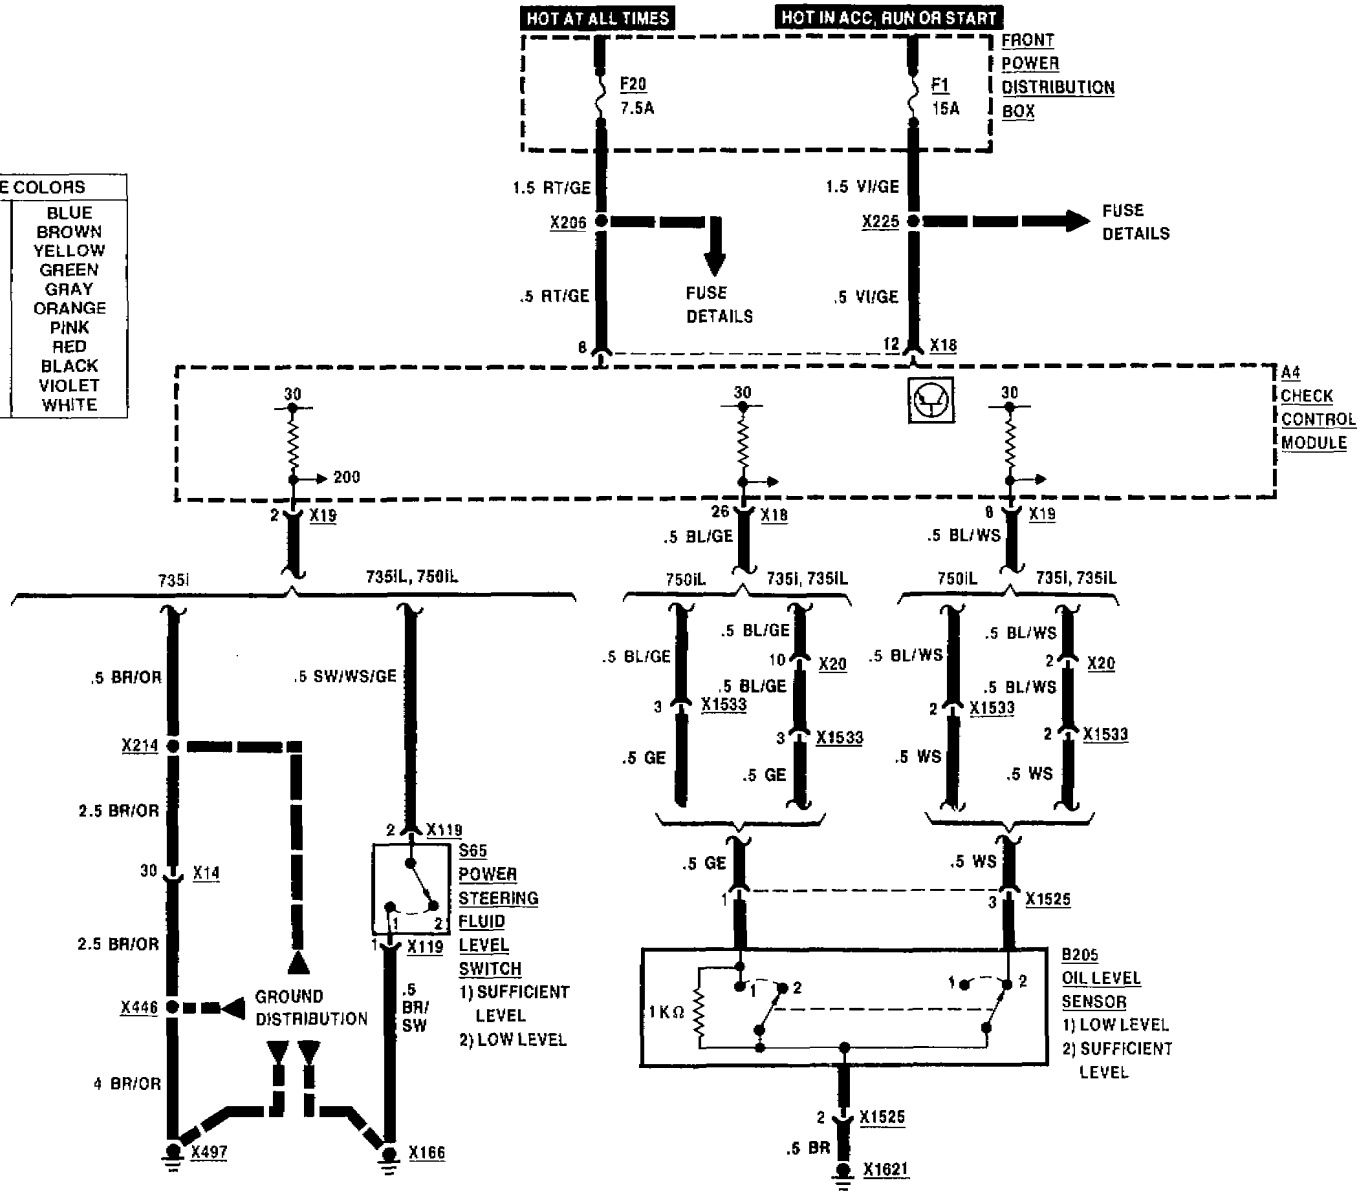 HOT AT ALL TIMES
HOT IN ACC, RUN OR START
FRONT
POWER
DISTRIBUTION
BOX
F20
7.5A
F1
15A
E COLORS
BLUE
BROWN
YELLOW
GREEN
GRAY
ORANGE
PINK
RED
BLACK
VIOLET
WHITE
1.5 RT/GE
1.5 VI/GE
X206
X225
FUSE
DETAILS
.5 RT/GE
.5 VI/GE
FUSE
DETAILS
8
12
X18
A4
CHECK
CONTROL
MODULE
30
30
30
200
2
X19
26
X18
8
X19
.5 BL/GE
.5 BL/WS
735i
735iL, 750iL
750iL
735i, 735iL
750iL
735i, 735iL
.5 BR/OR
.5 SW/WS/GE
.5 BL/GE
.5 BL/GE
.5 BL/WS
.5 BL/WS
10
X20
2
X20
.5 BL/GE
.5 BL/WS
3
X1533
2
X1533
3
X1533
2
X1533
X214
.5 GE
.5 GE
.5 WS
.5 WS
2.5 BR/OR
2
X119
S65
POWER
STEERING
FLUID
LEVEL
SWITCH
1) SUFFICIENT
LEVEL
2) LOW LEVEL
30
X14
1
2
1
X119
.5 GE
.5 WS
1
3
X1525
2.5 BR/OR
.5
BR/
SW
X446
GROUND
DISTRIBUTION
B205
OIL LEVEL
SENSOR
1) LOW LEVEL
2) SUFFICIENT
LEVEL
1
2
1
2
1KΩ
4 BR/OR
X497
X166
2
X1525
.5 BR
X1621